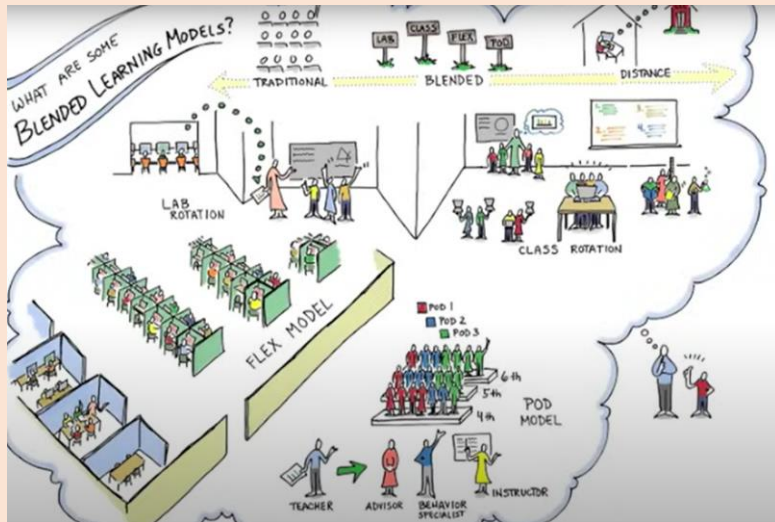 WHAT ARE SOME
BLENDED LEARNING MODELS?
LAB
CLASS
FLEX
POD
TRADITIONAL
BLENDED
DISTANCE
LAB
ROTATION
CLASS ROTATION
FLEX MODEL
POD 1
POD 2
POD 3
6th
5th
4th
POD
MODEL
TEACHER
ADVISOR
BEHAVIOR
SPECIALIST
INSTRUCTOR